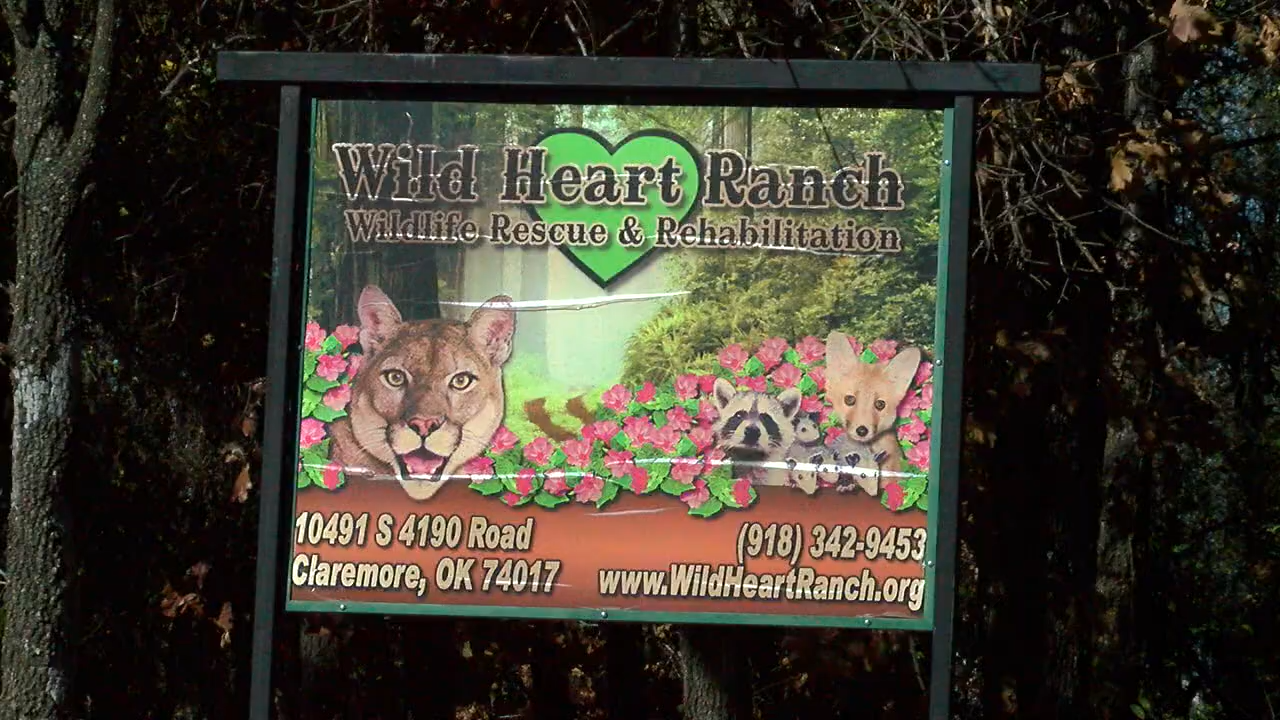 Wild Heart Ranch
Wildlife Rescue & Rehabilitation
10491 S 4190 Road
Claremore, OK 74017
(918) 342-9453
www.WildHeartRanch.org